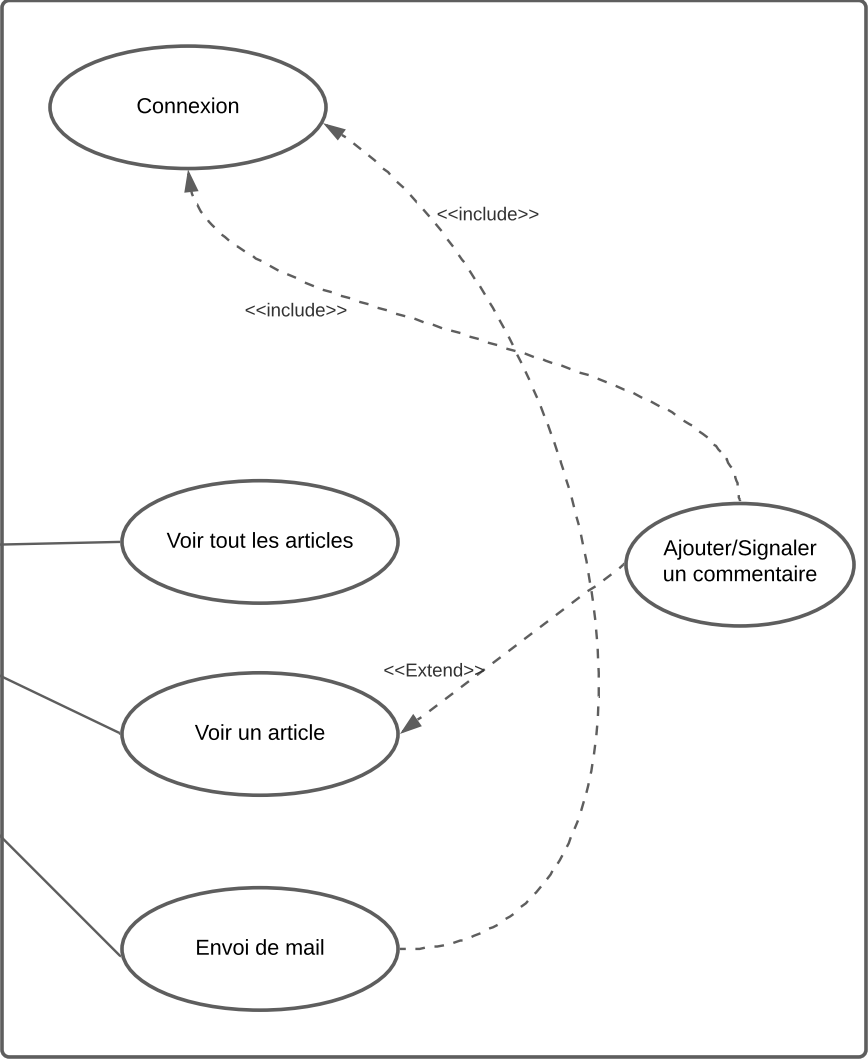 Connexion
<<include>>
<<include>>
Voir tout les articles
Ajouter/Signaler
un commentaire
<<Extend>>
Voir un article
Envoi de mail